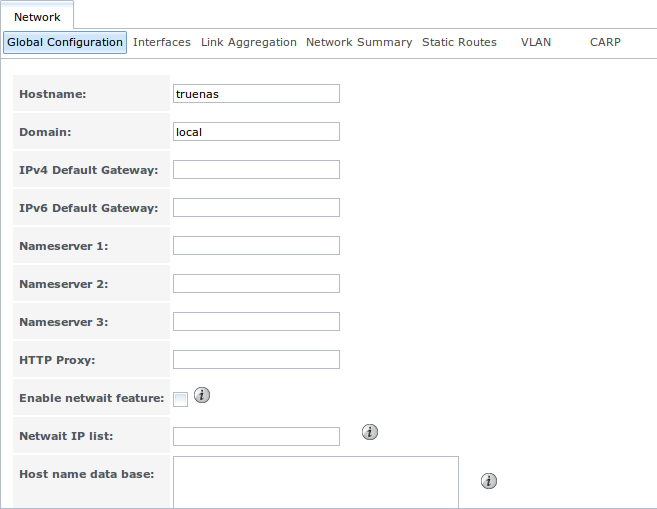 Network
Global Configuration Interfaces Link Aggregation Network Summary Static Routes VLAN CARP
Hostname: truenas
Domain: local
IPv4 Default Gateway:
IPv6 Default Gateway:
Nameserver 1:
Nameserver 2:
Nameserver 3:
HTTP Proxy:
Enable netwait feature: i
Netwait IP list: i
Host name data base: i